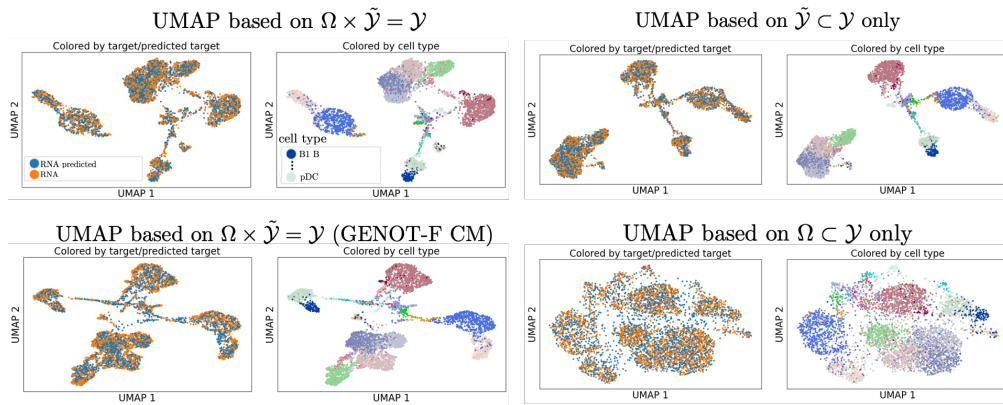 UMAP based on Ω × 𝒴̃ = 𝒴
Colored by target/predicted target
Colored by cell type
UMAP 2
RNA predicted
RNA
cell type
B1 B
pDC
UMAP 1
UMAP based on 𝒴̃ ⊂ 𝒴 only
Colored by target/predicted target
Colored by cell type
UMAP 2
UMAP 1
UMAP based on Ω × 𝒴̃ = 𝒴 (GENOT-F CM)
Colored by target/predicted target
Colored by cell type
UMAP 2
UMAP 1
UMAP based on Ω ⊂ 𝒴 only
Colored by target/predicted target
Colored by cell type
UMAP 2
UMAP 1